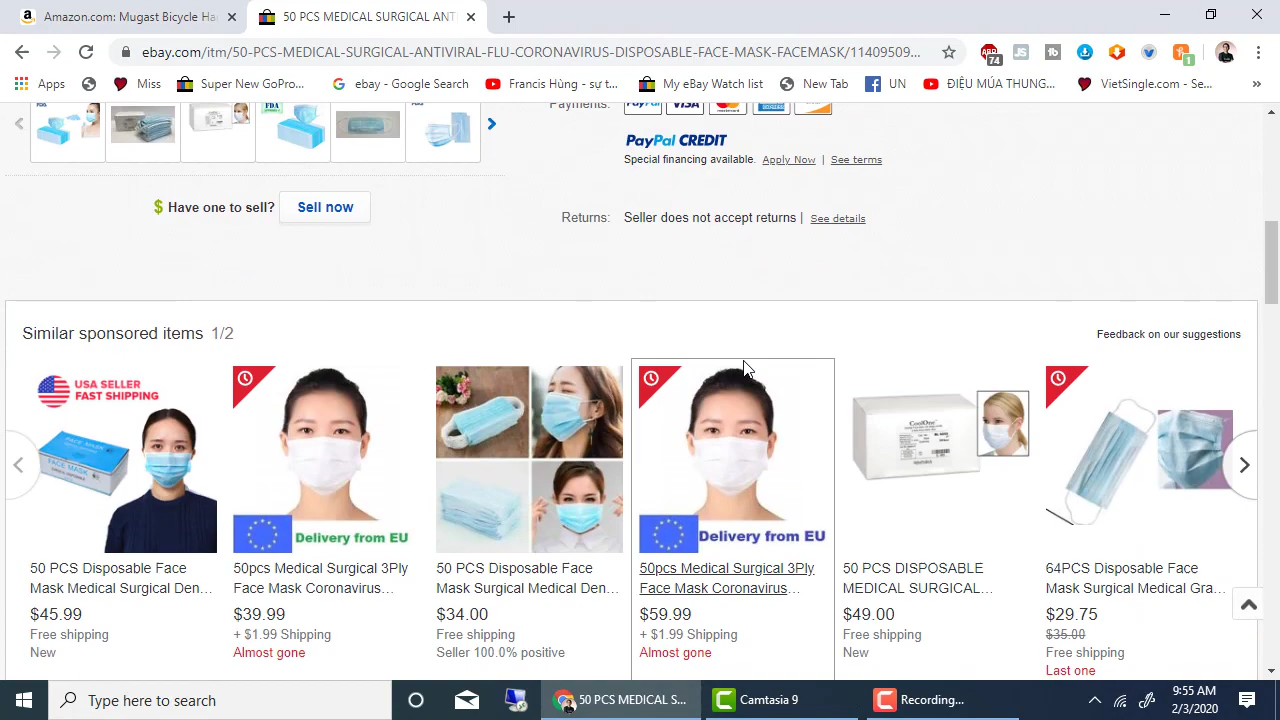 Amazon.com: Mugast Bicycle Ha
50 PCS MEDICAL SURGICAL ANTI
ebay.com/itm/50-PCS-MEDICAL-SURGICAL-ANTIVIRAL-FLU-CORONAVIRUS-DISPOSABLE-FACE-MASK-FACEMASK/11409509...
74
1
Apps
Miss
Super New GoPro...
ebay - Google Search
Francis Hùng - sự t...
My eBay Watch list
New Tab
UN
ĐIỆU MÚA THUNG...
VietSingle.com - Se...
»
FDA
Payments:
PayPal
VISA
PayPal CREDIT
Special financing available. Apply Now | See terms
$ Have one to sell? Sell now
Returns: Seller does not accept returns | See details
Similar sponsored items 1/2
Feedback on our suggestions
USA SELLER
FAST SHIPPING
FACE MASK
50 PCS Disposable Face
Mask Medical Surgical Den...
$45.99
Free shipping
New
Delivery from EU
50pcs Medical Surgical 3Ply
Face Mask Coronavirus...
$39.99
+ $1.99 Shipping
Almost gone
50 PCS Disposable Face
Mask Surgical Medical Den...
$34.00
Free shipping
Seller 100.0% positive
Delivery from EU
50pcs Medical Surgical 3Ply
Face Mask Coronavirus...
$59.99
+ $1.99 Shipping
Almost gone
CoolOne
50 PCS DISPOSABLE
MEDICAL SURGICAL...
$49.00
Free shipping
New
64PCS Disposable Face
Mask Surgical Medical Gra...
$29.75
$35.00
Free shipping
Last one
Type here to search
50 PCS MEDICAL S...
Camtasia 9
Recording...
9:55 AM
2/3/2020